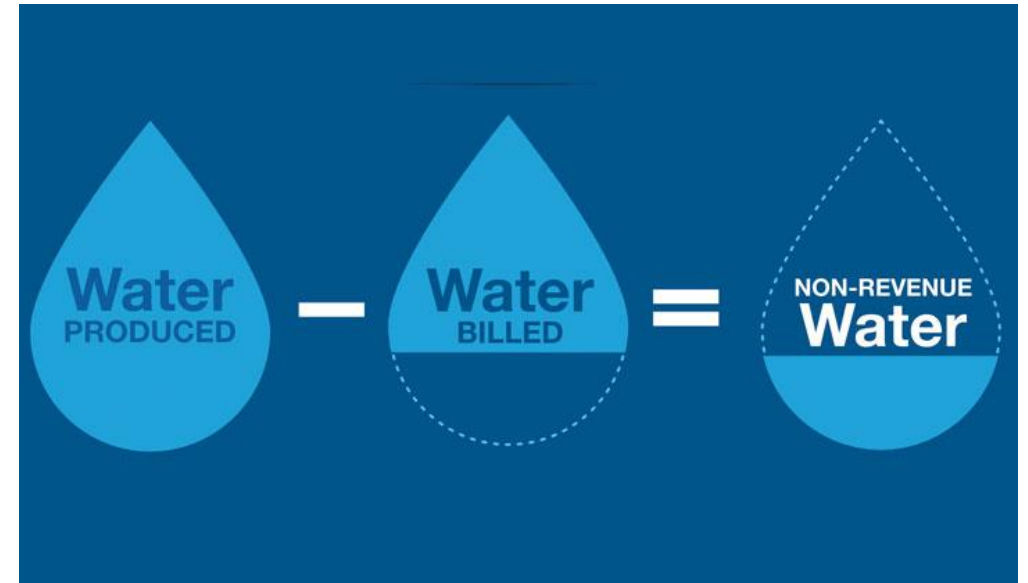 Water
PRODUCED
Water
BILLED
NON-REVENUE
Water